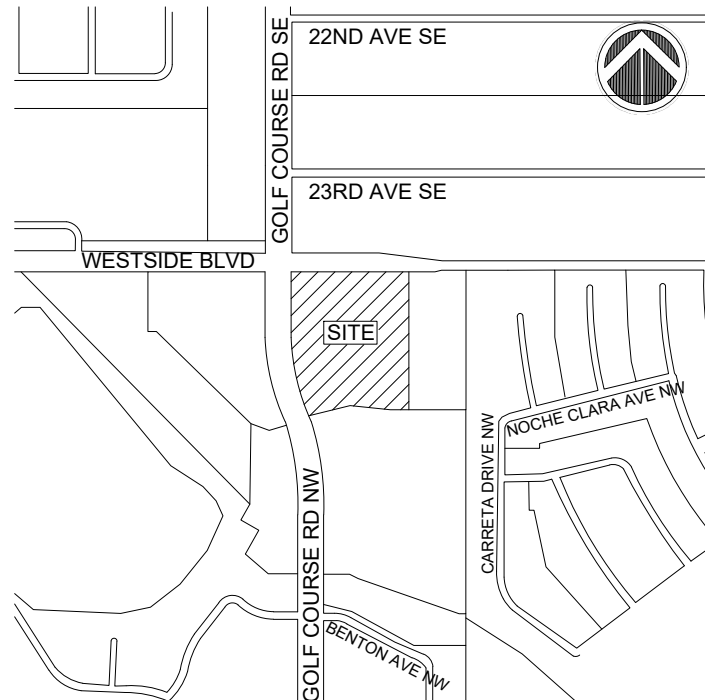 22ND AVE SE
GOLF COURSE RD SE
23RD AVE SE
WESTSIDE BLVD
SITE
NOCHE CLARA AVE NW
CARRETA DRIVE NW
GOLF COURSE RD NW
BENTON AVE NW